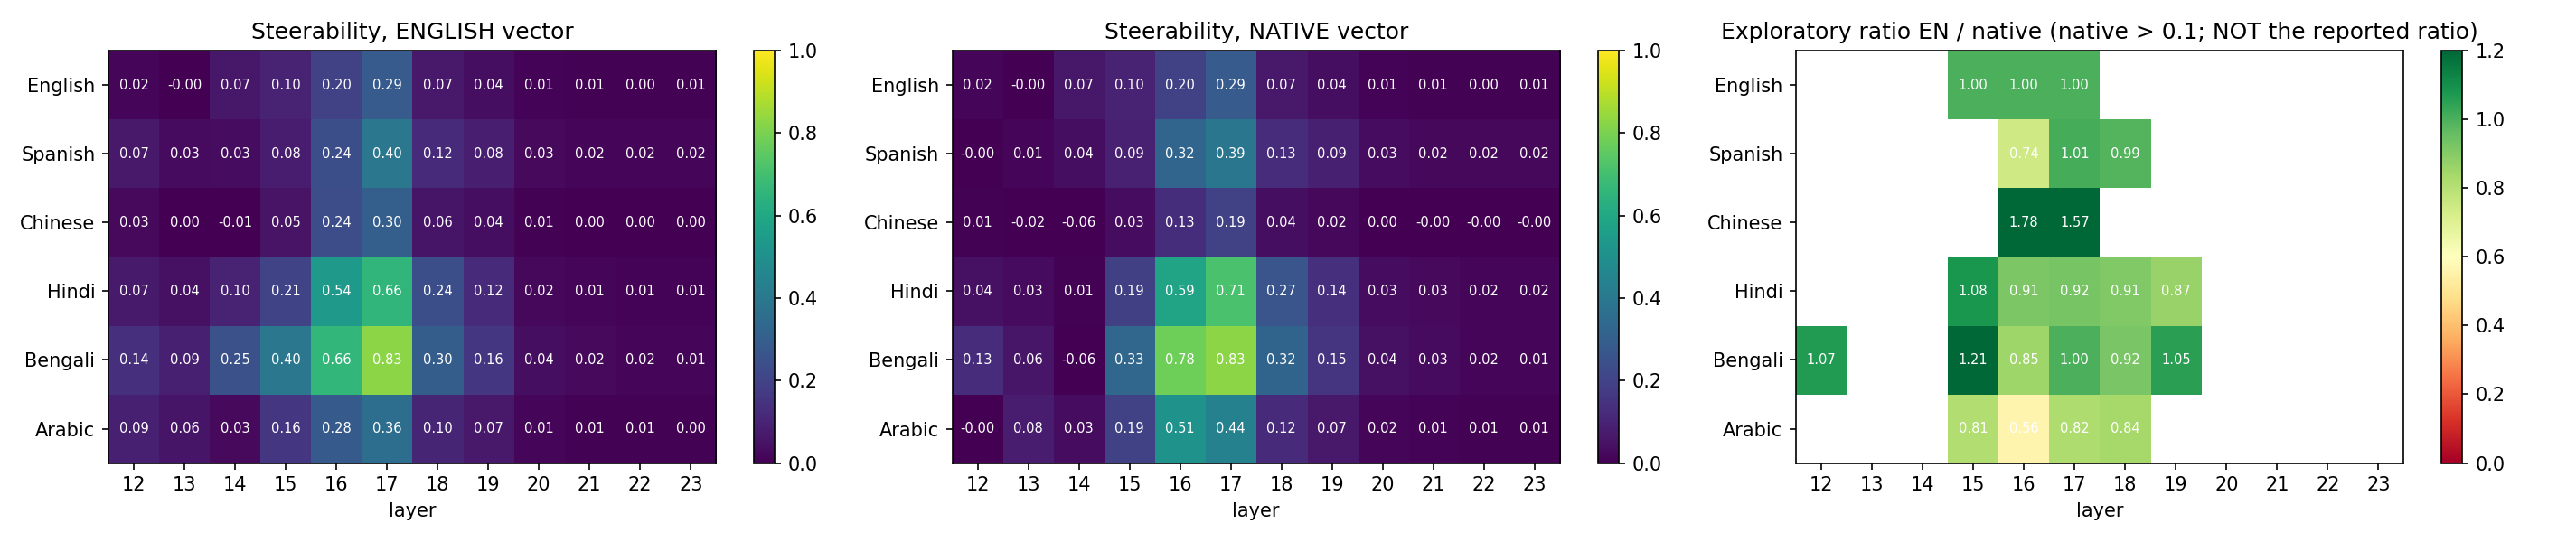 Steerability, ENGLISH vector
English 0.02 -0.00 0.07 0.10 0.20 0.29 0.07 0.04 0.01 0.01 0.00 0.01
Spanish 0.07 0.03 0.03 0.08 0.24 0.40 0.12 0.08 0.03 0.02 0.02 0.02
Chinese 0.03 0.00 -0.01 0.05 0.24 0.30 0.06 0.04 0.01 0.00 0.00 0.00
Hindi 0.07 0.04 0.10 0.21 0.54 0.66 0.24 0.12 0.02 0.01 0.01 0.01
Bengali 0.14 0.09 0.25 0.40 0.66 0.83 0.30 0.16 0.04 0.02 0.02 0.01
Arabic 0.09 0.06 0.03 0.16 0.28 0.36 0.10 0.07 0.01 0.01 0.01 0.00
12 13 14 15 16 17 18 19 20 21 22 23
layer
1.0
0.8
0.6
0.4
0.2
0.0
Steerability, NATIVE vector
English 0.02 -0.00 0.07 0.10 0.20 0.29 0.07 0.04 0.01 0.01 0.00 0.01
Spanish -0.00 0.01 0.04 0.09 0.32 0.39 0.13 0.09 0.03 0.02 0.02 0.02
Chinese 0.01 -0.02 -0.06 0.03 0.13 0.19 0.04 0.02 0.00 -0.00 -0.00 -0.00
Hindi 0.04 0.03 0.01 0.19 0.59 0.71 0.27 0.14 0.03 0.03 0.02 0.02
Bengali 0.13 0.06 -0.06 0.33 0.78 0.83 0.32 0.15 0.04 0.03 0.02 0.01
Arabic -0.00 0.08 0.03 0.19 0.51 0.44 0.12 0.07 0.02 0.01 0.01 0.01
12 13 14 15 16 17 18 19 20 21 22 23
layer
1.0
0.8
0.6
0.4
0.2
0.0
Exploratory ratio EN / native (native > 0.1; NOT the reported ratio)
English 1.00 1.00 1.00
Spanish 0.74 1.01 0.99
Chinese 1.78 1.57
Hindi 1.08 0.91 0.92 0.91 0.87
Bengali 1.07 1.21 0.85 1.00 0.92 1.05
Arabic 0.81 0.56 0.82 0.84
12 13 14 15 16 17 18 19 20 21 22 23
layer
1.2
1.0
0.8
0.6
0.4
0.2
0.0